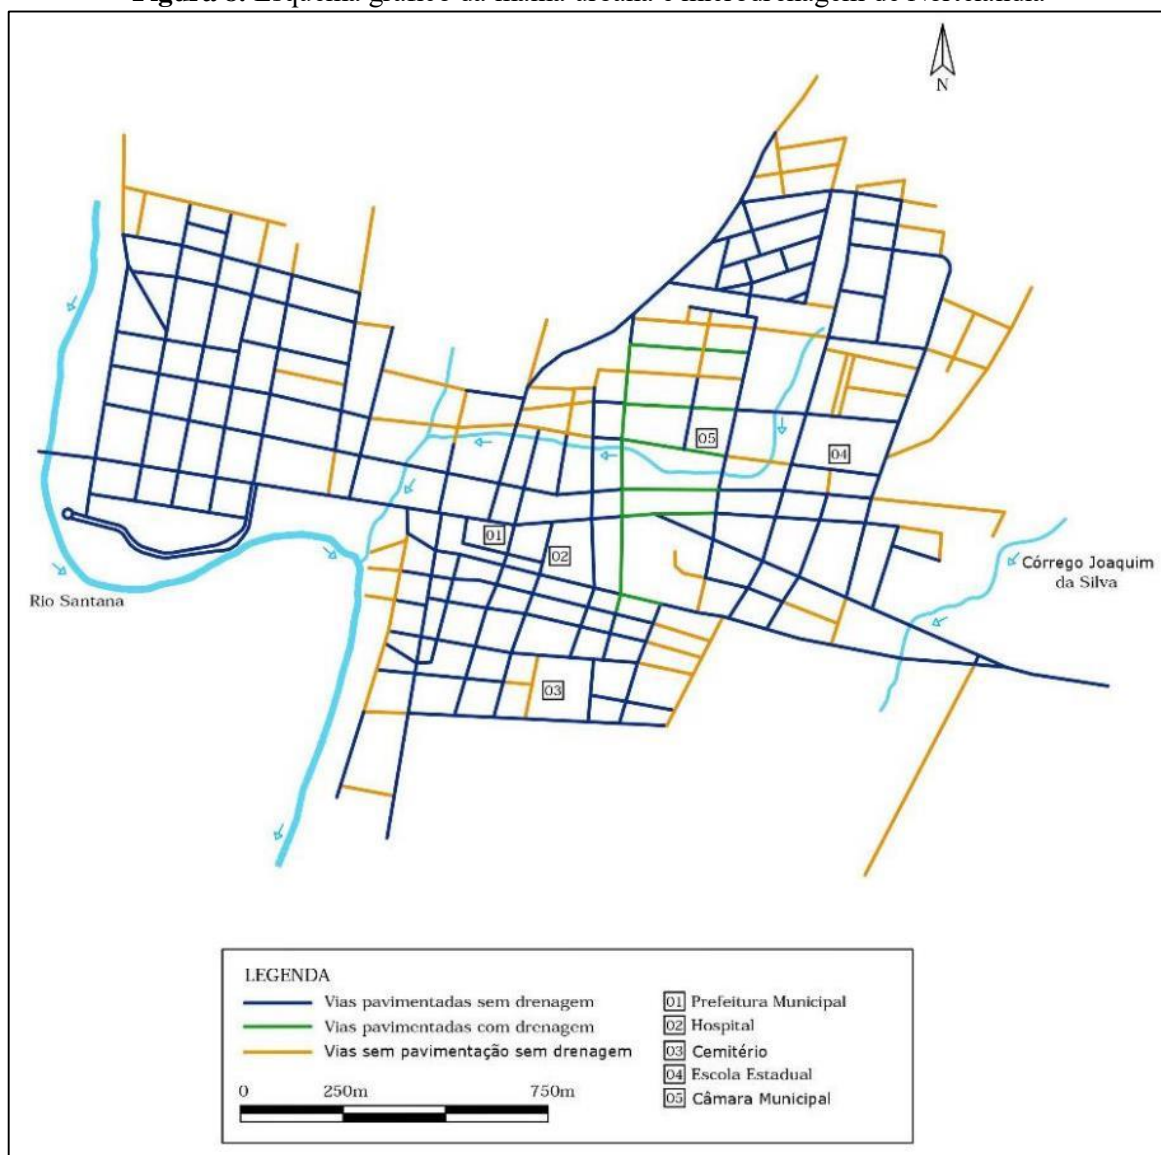 N
Rio Santana
Córrego Joaquim
da Silva
01
02
03
04
05
LEGENDA
Vias pavimentadas sem drenagem
Vias pavimentadas com drenagem
Vias sem pavimentação sem drenagem
0 250m 750m
01 Prefeitura Municipal
02 Hospital
03 Cemitério
04 Escola Estadual
05 Câmara Municipal